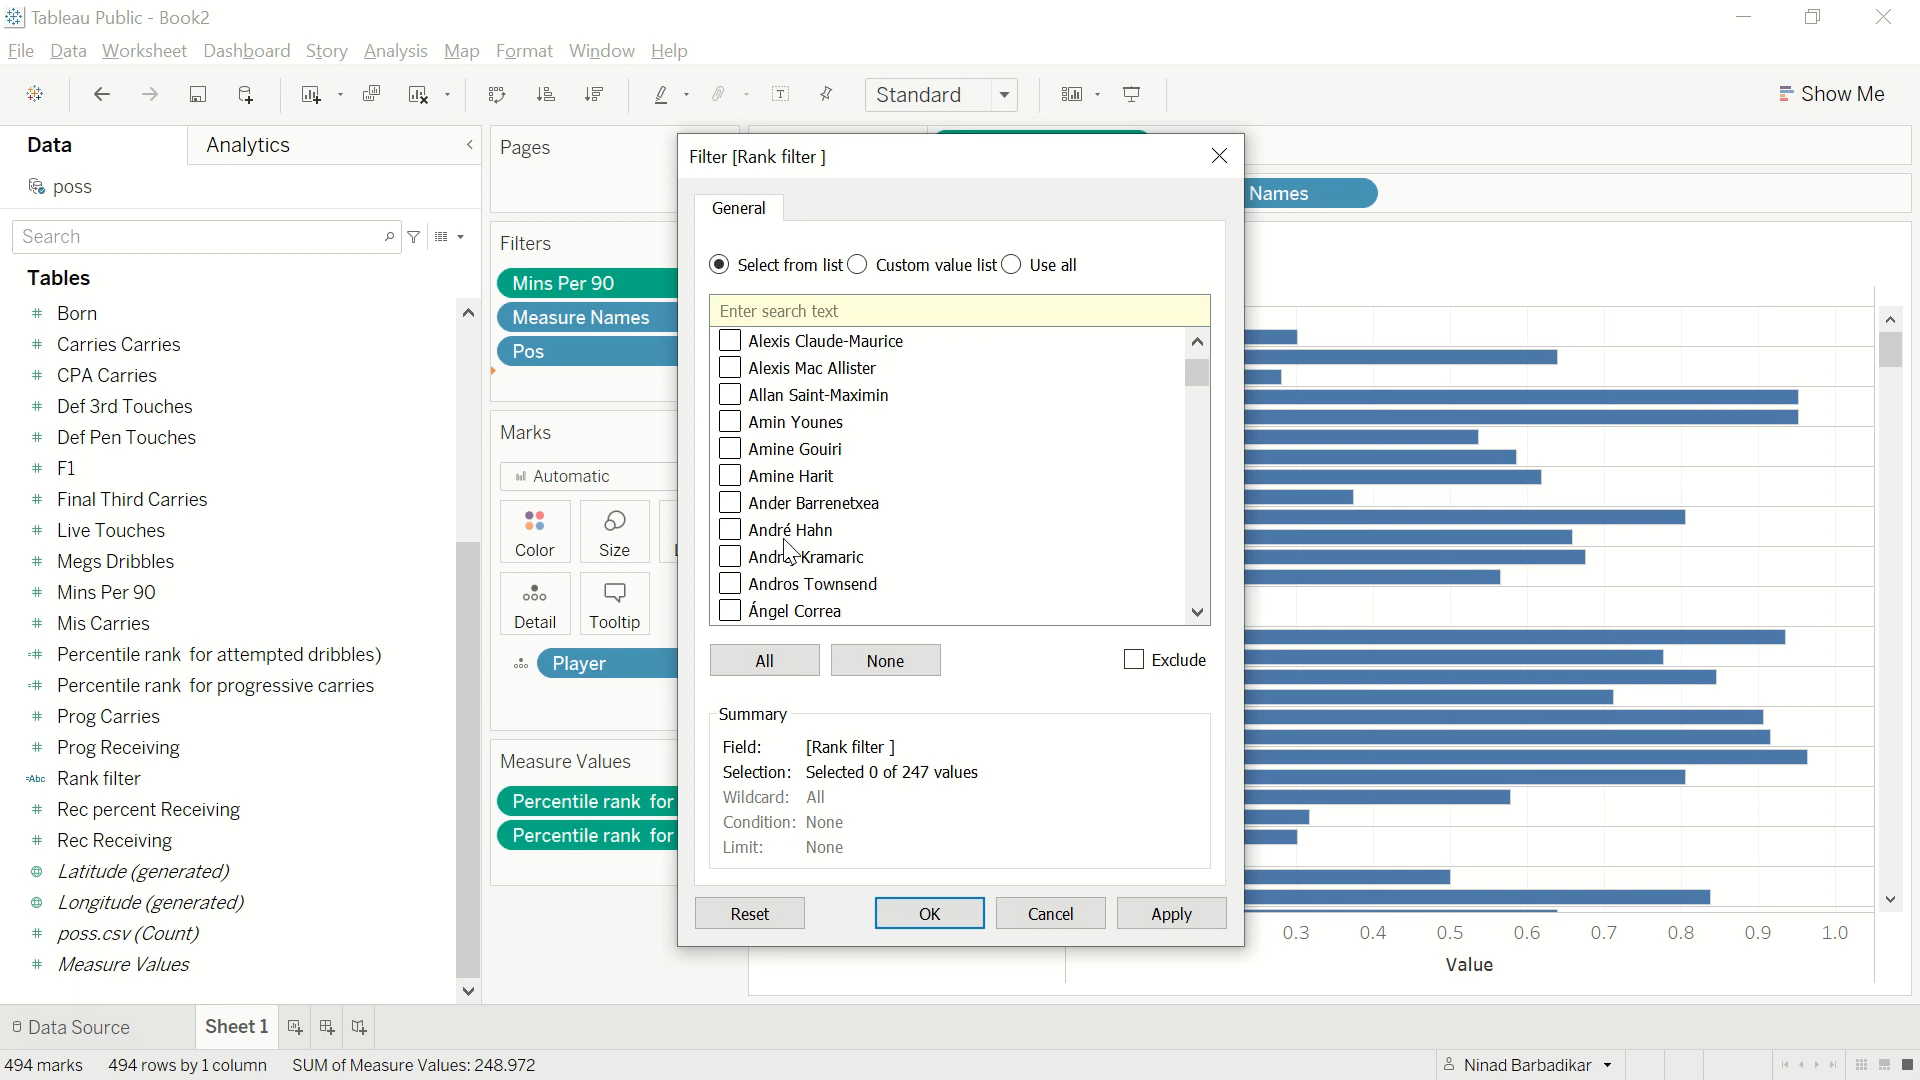 Tableau Public - Book2
File Data Worksheet Dashboard Story Analysis Map Format Window Help
Standard
Show Me
Data
Analytics
poss
Search
Tables
Born
Carries Carries
CPA Carries
Def 3rd Touches
Def Pen Touches
F1
Final Third Carries
Live Touches
Megs Dribbles
Mins Per 90
Mis Carries
Percentile rank for attempted dribbles)
Percentile rank for progressive carries
Prog Carries
Prog Receiving
Abc Rank filter
Rec percent Receiving
Rec Receiving
Latitude (generated)
Longitude (generated)
poss.csv (Count)
Measure Values
Pages
Filters
Mins Per 90
Measure Names
Pos
Marks
Automatic
Color
Size
Detail
Tooltip
Player
Measure Values
Percentile rank for
Percentile rank for
Filter [Rank filter ]
General
Select from list
Custom value list
Use all
Enter search text
Alexis Claude-Maurice
Alexis Mac Allister
Allan Saint-Maximin
Amin Younes
Amine Gouiri
Amine Harit
Ander Barrenetxea
André Hahn
Kramaric
Andros Townsend
Ángel Correa
All
None
Exclude
Summary
Field: [Rank filter ]
Selection: Selected 0 of 247 values
Wildcard: All
Condition: None
Limit: None
Reset
OK
Cancel
Apply
Names
0.3 0.4 0.5 0.6 0.7 0.8 0.9 1.0
Value
Data Source
Sheet 1
494 marks 494 rows by 1 column SUM of Measure Values: 248.972
Ninad Barbadikar